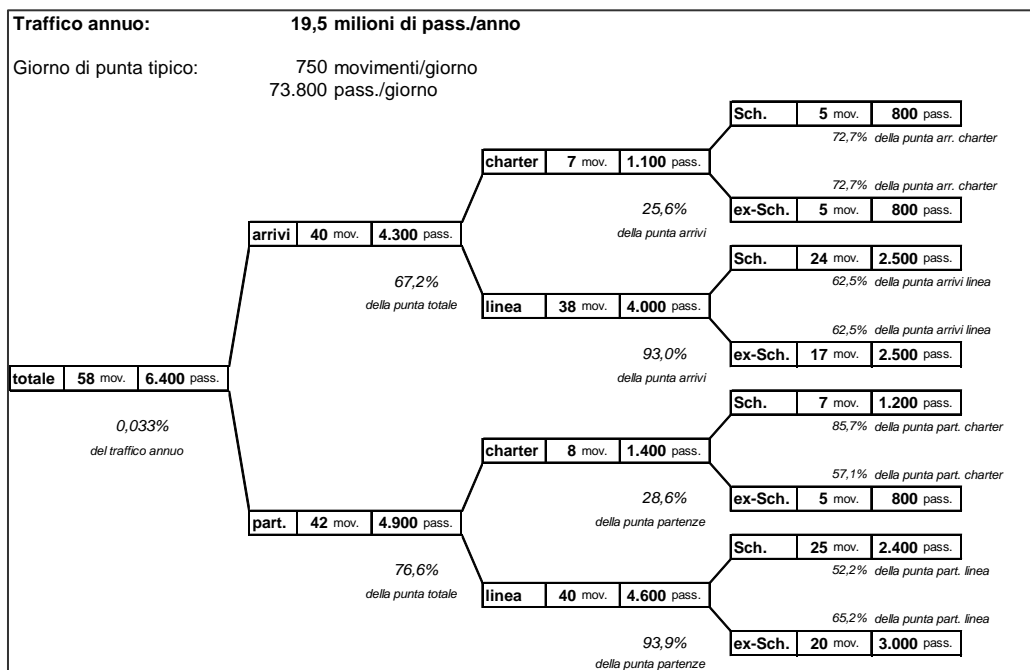 Traffico annuo: 19,5 milioni di pass./anno
Giorno di punta tipico: 750 movimenti/giorno
73.800 pass./giorno
Sch. 5 mov. 800 pass.
72,7% della punta arr. charter
charter 7 mov. 1.100 pass.
72,7% della punta arr. charter
25,6%
ex-Sch. 5 mov. 800 pass.
della punta arrivi
arrivi 40 mov. 4.300 pass.
Sch. 24 mov. 2.500 pass.
67,2%
62,5% della punta arrivi linea
della punta totale
linea 38 mov. 4.000 pass.
62,5% della punta arrivi linea
93,0%
ex-Sch. 17 mov. 2.500 pass.
della punta arrivi
totale 58 mov. 6.400 pass.
Sch. 7 mov. 1.200 pass.
0,033%
85,7% della punta part. charter
del traffico annuo
charter 8 mov. 1.400 pass.
57,1% della punta part. charter
28,6%
ex-Sch. 5 mov. 800 pass.
della punta partenze
part. 42 mov. 4.900 pass.
Sch. 25 mov. 2.400 pass.
76,6%
52,2% della punta part. linea
della punta totale
linea 40 mov. 4.600 pass.
65,2% della punta part. linea
93,9%
ex-Sch. 20 mov. 3.000 pass.
della punta partenze